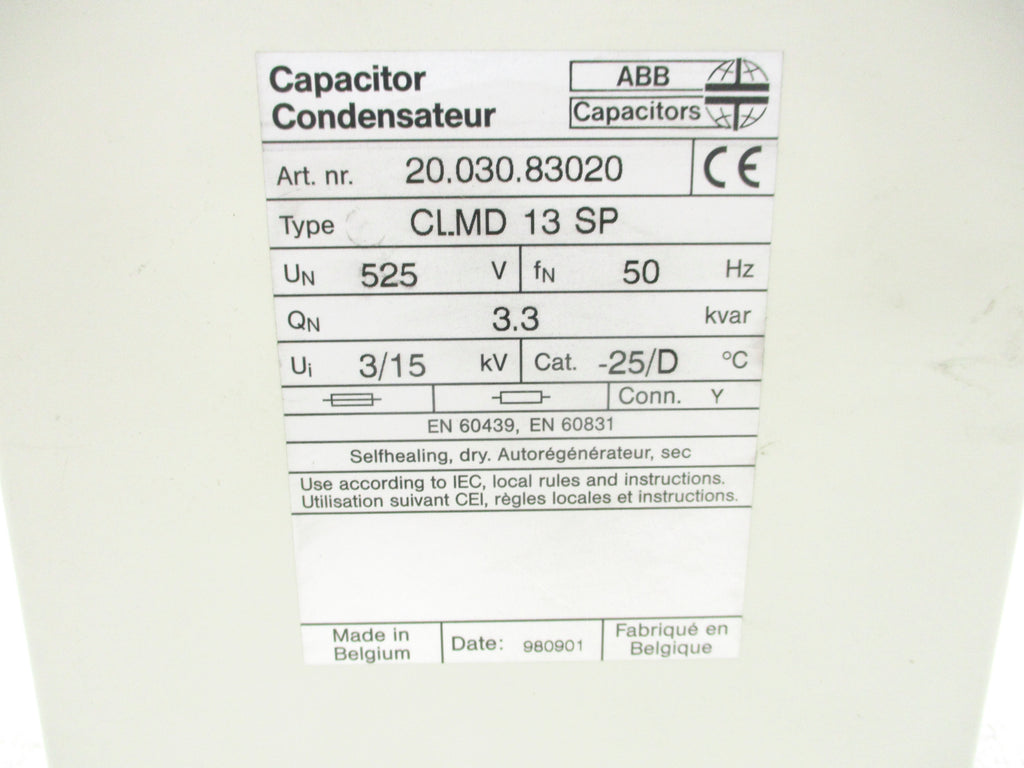 Capacitor
Condensateur
ABB
Capacitors
Art. nr. 20.030.83020 CE
Type CLMD 13 SP
UN 525 V fN 50 Hz
QN 3.3 kvar
Ui 3/15 kV Cat. -25/D °C
Conn. Y
EN 60439, EN 60831
Selfhealing, dry. Autorégénérateur, sec
Use according to IEC, local rules and instructions.
Utilisation suivant CEI, règles locales et instructions.
Made in
Belgium
Date: 980901
Fabriqué en
Belgique